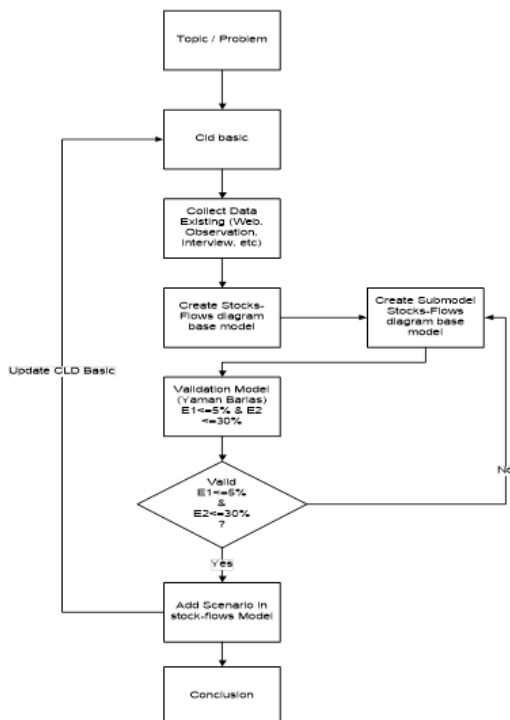 Topic / Problem
Cld basic
Collect Data
Existing (Web.
Observation.
Interview. etc)
Create Stocks-
Flows diagram
base model
Create Submodel
Stocks-Flows
diagram base
model
Update CLD Basic
Validation Model
(Yaman Barlas)
E1<=5% & E2
<=30%
Valid
E1<=5%
&
E2<=30%
?
No
Yes
Add Scenario in
stock-flows Model
Conclusion